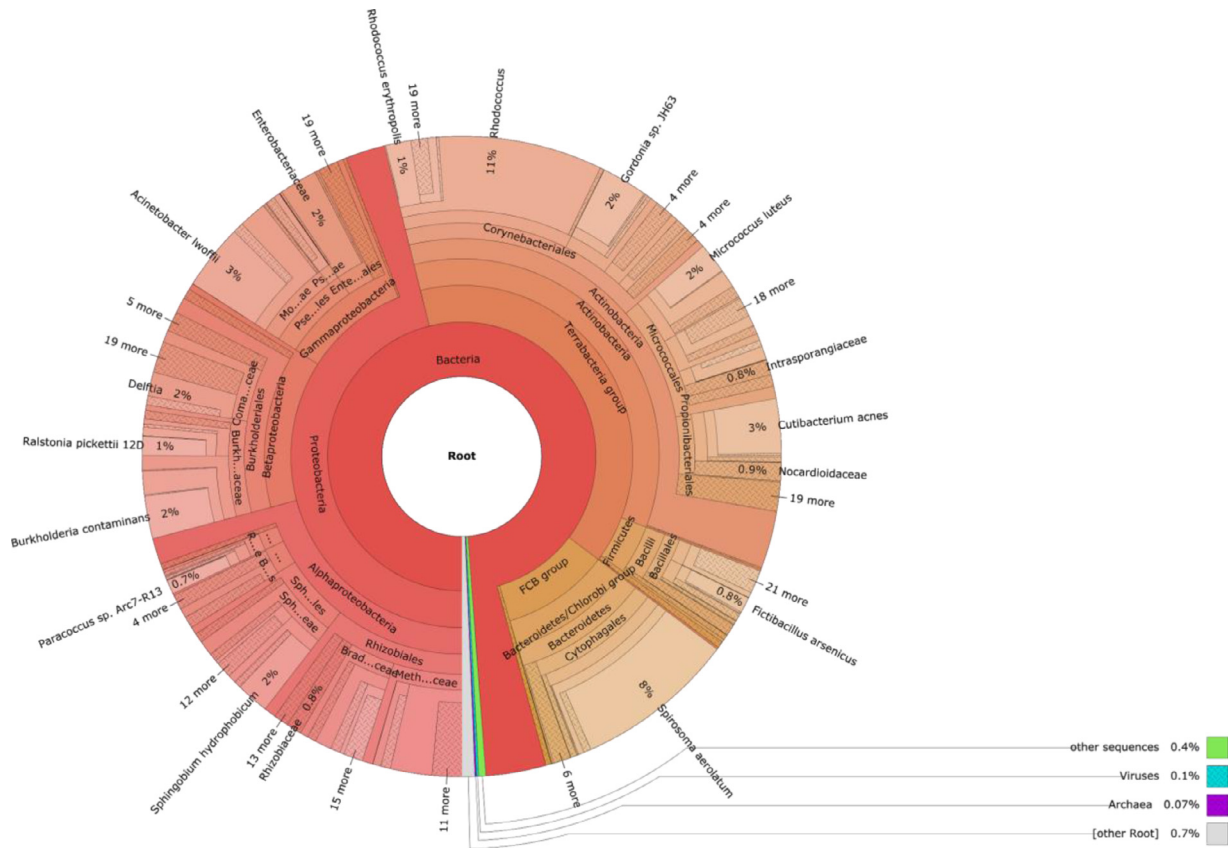 Rhodococcus erythropolis
1%
19 more
Rhodococcus
11%
Gordonia sp. JH63
2%
4 more
4 more
Micrococcus luteus
2%
18 more
Intrasporangiaceae
0.8%
Cutibacterium acnes
3%
Nocardioidaceae
0.9%
19 more
21 more
0.8%
Fictibacillus arsenicus
Spirosoma aerolatum
8%
6 more
11 more
15 more
Rhizobiaceae
0.8%
13 more
Sphingobium hydrophobicum
2%
12 more
4 more
Paracoccus sp. Arc7-R13
0.7%
Burkholderia contaminans
2%
Ralstonia pickettii 12D
1%
Delftia
2%
19 more
5 more
Acinetobacter lwoffii
3%
Enterobacteriaceae
2%
19 more
Corynebacteriales
Actinobacteria
Actinobacteria
Terrabacteria group
Micrococcales
Propionibacteriales
Firmicutes
Bacilli
Bacillales
FCB group
Bacteroidetes/Chlorobi group
Bacteroidetes
Cytophagales
Bacteria
Root
Proteobacteria
Gammaproteobacteria
Mo...ae
Ps...ae
Pse...les
Ente...ales
Betaproteobacteria
Burkholderiales
Coma...ceae
Burkh...aceae
Alphaproteobacteria
R...e
B...s
... ...
Sph...les
Sph...eae
Rhizobiales
Brad...ceae
Meth...ceae
other sequences 0.4%
Viruses 0.1%
Archaea 0.07%
[other Root] 0.7%